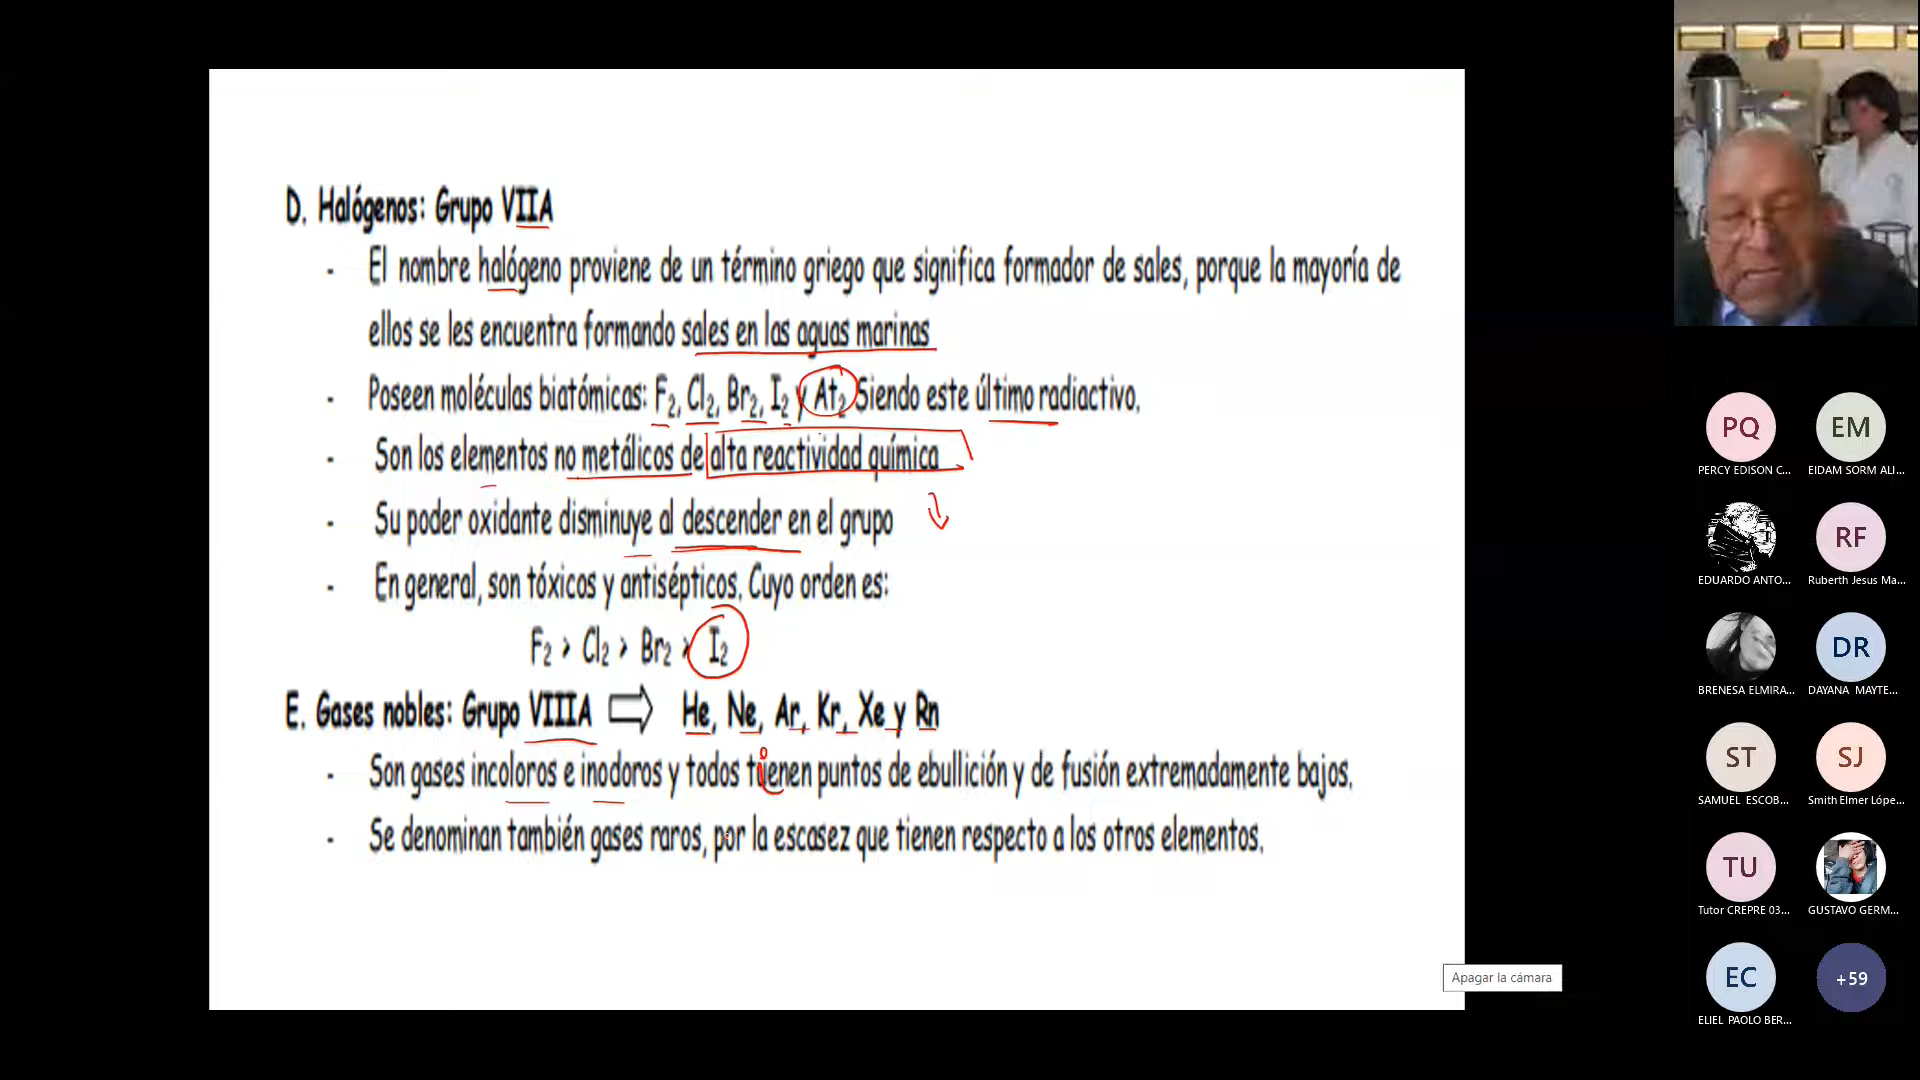 D. Halógenos: Grupo VIIA
- El nombre halógeno proviene de un término griego que significa formador de sales, porque la mayoría de
ellos se les encuentra formando sales en las aguas marinas
- Poseen moléculas biatómicas: F₂, Cl₂, Br₂, I₂ y At₂ Siendo este último radiactivo.
- Son los elementos no metálicos de alta reactividad química
- Su poder oxidante disminuye al descender en el grupo
- En general, son tóxicos y antisépticos. Cuyo orden es:
F₂ > Cl₂ > Br₂ > I₂
E. Gases nobles: Grupo VIIIA ⇒ He, Ne, Ar, Kr, Xe y Rn
- Son gases incoloros e inodoros y todos tienen puntos de ebullición y de fusión extremadamente bajos.
- Se denominan también gases raros, por la escasez que tienen respecto a los otros elementos.
Apagar la cámara
PQ
EM
PERCY EDISON C...
EIDAM SORM ALI...
RF
EDUARDO ANTO...
Ruberth Jesus Ma...
DR
BRENESA ELMIRA...
DAYANA MAYTE...
ST
SJ
SAMUEL ESCOB...
Smith Elmer Lópe...
TU
Tutor CREPRE 03...
GUSTAVO GERM...
EC
+59
ELIEL PAOLO BER...